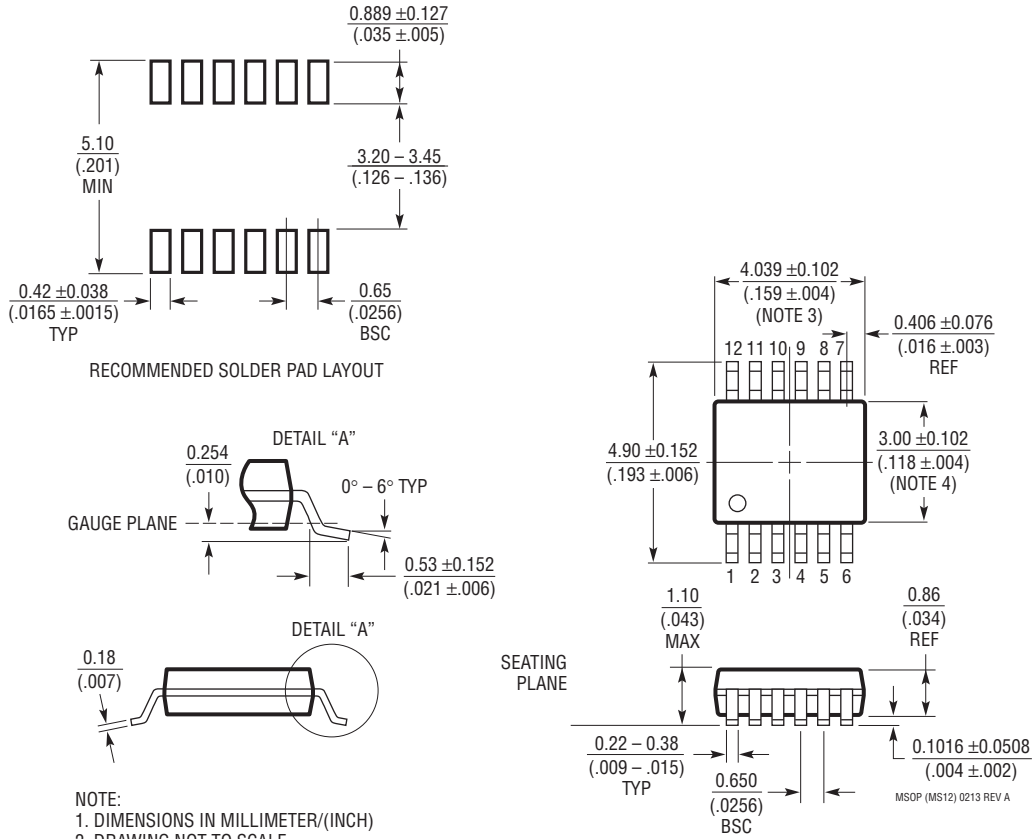 0.889 ±0.127
(.035 ±.005)
5.10
(.201)
MIN
3.20 – 3.45
(.126 – .136)
0.42 ±0.038
(.0165 ±.0015)
TYP
0.65
(.0256)
BSC
RECOMMENDED SOLDER PAD LAYOUT
4.039 ±0.102
(.159 ±.004)
(NOTE 3)
0.406 ±0.076
(.016 ±.003)
REF
12 11 10 9 8 7
4.90 ±0.152
(.193 ±.006)
3.00 ±0.102
(.118 ±.004)
(NOTE 4)
1 2 3 4 5 6
DETAIL “A”
0.254
(.010)
0° – 6° TYP
GAUGE PLANE
0.53 ±0.152
(.021 ±.006)
DETAIL “A”
0.18
(.007)
1.10
(.043)
MAX
0.86
(.034)
REF
SEATING
PLANE
0.22 – 0.38
(.009 – .015)
TYP
0.650
(.0256)
BSC
0.1016 ±0.0508
(.004 ±.002)
MSOP (MS12) 0213 REV A
NOTE:
1. DIMENSIONS IN MILLIMETER/(INCH)
2. DRAWING NOT TO SCALE